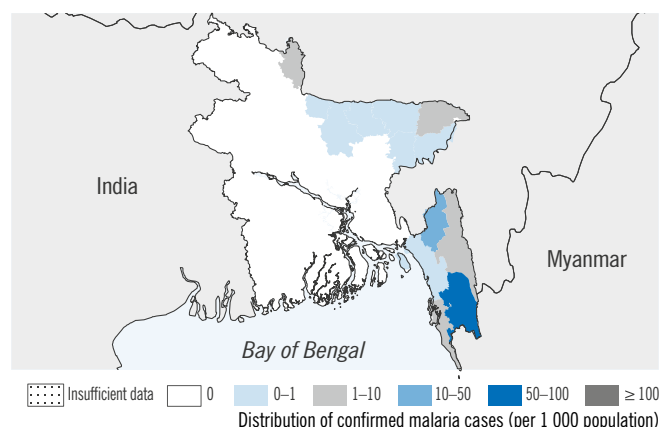 India
Myanmar
Bay of Bengal
Insufficient data 0 0–1 1–10 10–50 50–100 ≥ 100
Distribution of confirmed malaria cases (per 1 000 population)